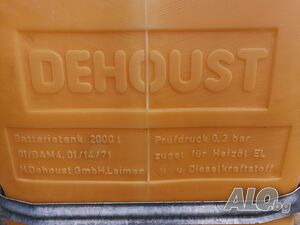 DEHOUST
Batterietank 2000 l
01/BAM4.01/14/71
H.Dehoust GmbH, Leimen
Prüfdruck 0,3 bar
zugel für Heizöl EL
u. Dieselkraftstoff
ALO.bg